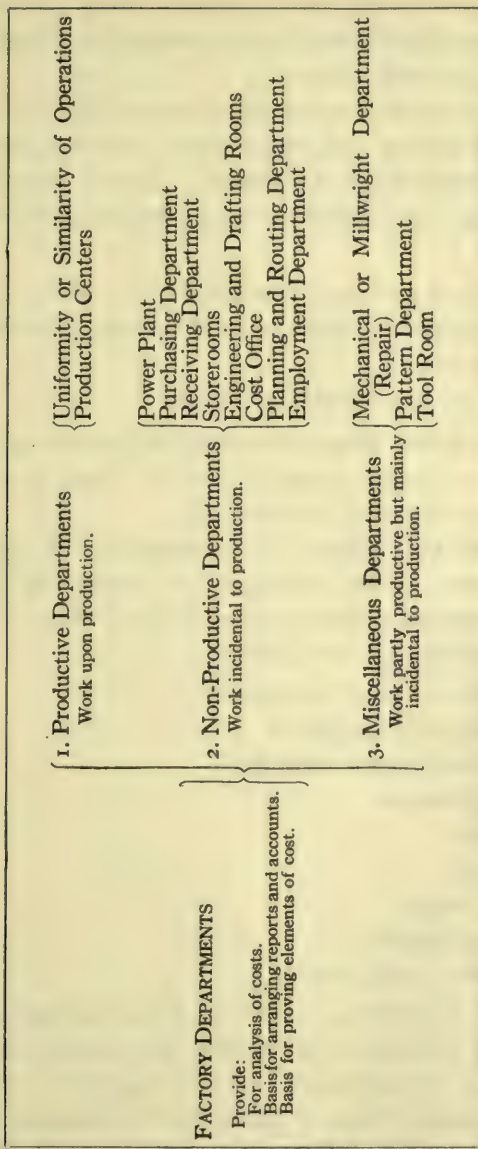 FACTORY DEPARTMENTS
Provide:
For analysis of costs.
Basis for arranging reports and accounts.
Basis for proving elements of cost.
1. Productive Departments
Work upon production.
Uniformity or Similarity of Operations
Production Centers
2. Non-Productive Departments
Work incidental to production.
Power Plant
Purchasing Department
Receiving Department
Storerooms
Engineering and Drafting Rooms
Cost Office
Planning and Routing Department
Employment Department
3. Miscellaneous Departments
Work partly productive but mainly
incidental to production.
Mechanical or Millwright Department
(Repair)
Pattern Department
Tool Room